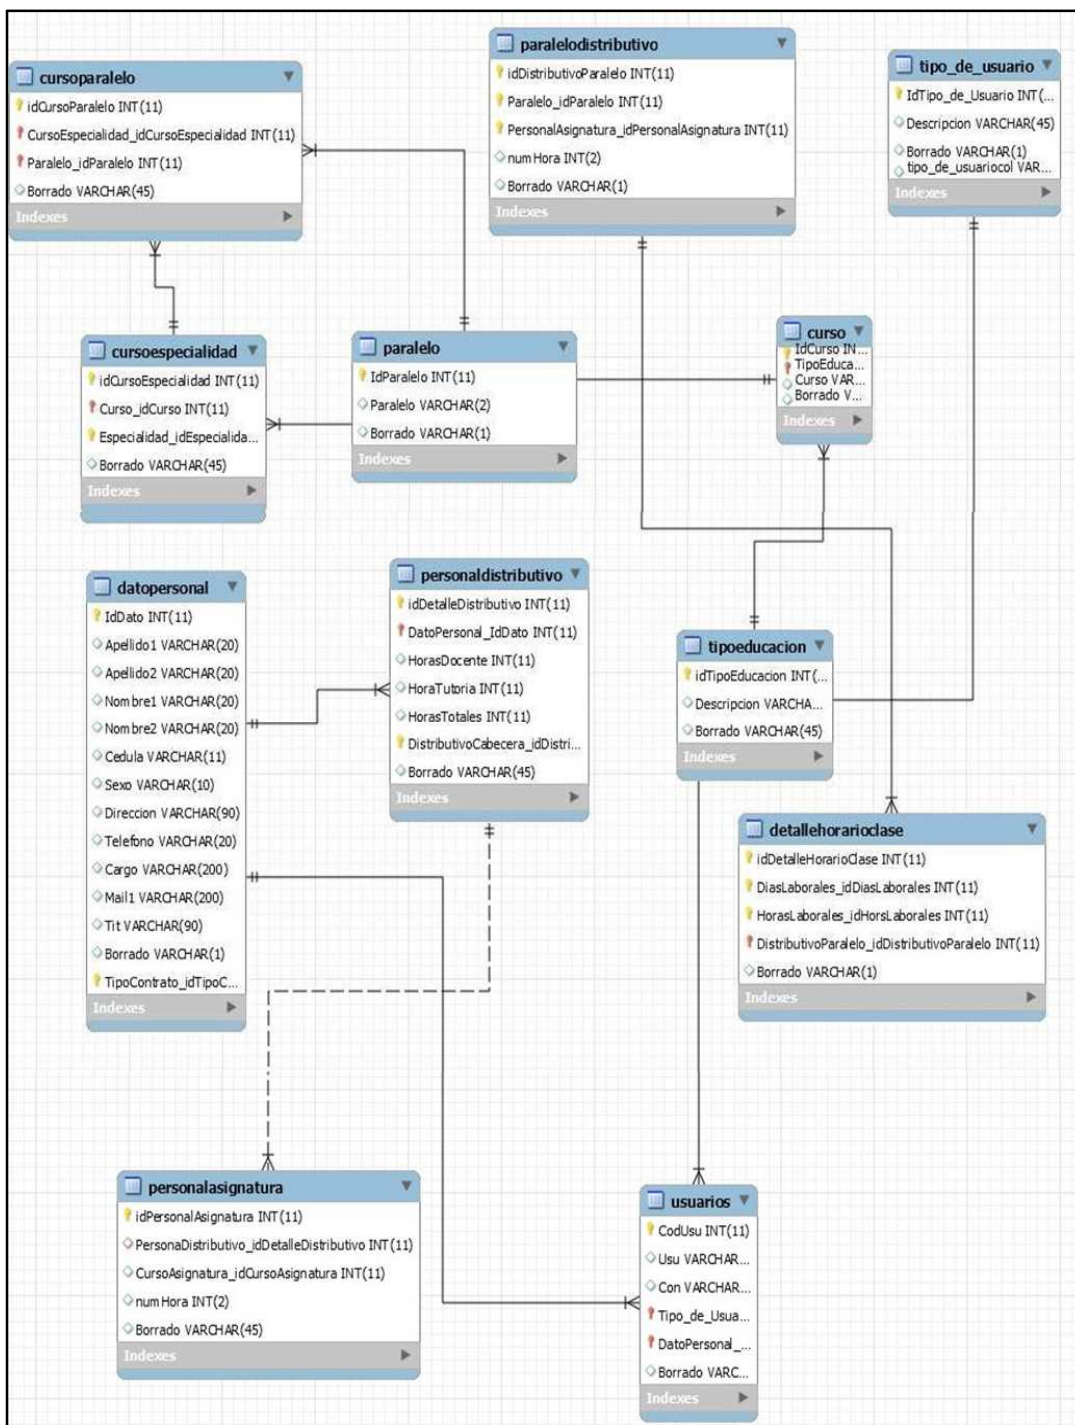 cursoparalelo
idCursoParalelo INT(11)
CursoEspecialidad_idCursoEspecialidad INT(11)
Paralelo_idParalelo INT(11)
Borrado VARCHAR(45)
Indexes
paralelodistributivo
idDistributivoParalelo INT(11)
Paralelo_idParalelo INT(11)
PersonalAsignatura_idPersonalAsignatura INT(11)
numHora INT(2)
Borrado VARCHAR(1)
Indexes
tipo_de_usuario
IdTipo_de_Usuario INT(...
Descripcion VARCHAR(45)
Borrado VARCHAR(1)
tipo_de_usuariocol VAR...
Indexes
cursoespecialidad
idCursoEspecialidad INT(11)
Curso_idCurso INT(11)
Especialidad_idEspecialida...
Borrado VARCHAR(45)
Indexes
paralelo
IdParalelo INT(11)
Paralelo VARCHAR(2)
Borrado VARCHAR(1)
Indexes
curso
IdCurso IN...
TipoEduca...
Curso VAR...
Borrado V...
Indexes
datopersonal
IdDato INT(11)
Apellido1 VARCHAR(20)
Apellido2 VARCHAR(20)
Nombre1 VARCHAR(20)
Nombre2 VARCHAR(20)
Cedula VARCHAR(11)
Sexo VARCHAR(10)
Direccion VARCHAR(90)
Telefono VARCHAR(20)
Cargo VARCHAR(200)
Mail1 VARCHAR(200)
Tit VARCHAR(90)
Borrado VARCHAR(1)
TipoContrato_idTipoC...
Indexes
personaldistributivo
idDetalleDistributivo INT(11)
DatoPersonal_IdDato INT(11)
HorasDocente INT(11)
HoraTutoria INT(11)
HorasTotales INT(11)
DistributivoCabecera_idDistri...
Borrado VARCHAR(45)
Indexes
tipoeducacion
idTipoEducacion INT(...
Descripcion VARCHA...
Borrado VARCHAR(45)
Indexes
detallehorarioclase
idDetalleHorarioClase INT(11)
DiasLaborales_idDiasLaborales INT(11)
HorasLaborales_idHorsLaborales INT(11)
DistributivoParalelo_idDistributivoParalelo INT(11)
Borrado VARCHAR(1)
Indexes
personalasignatura
idPersonalAsignatura INT(11)
PersonaDistributivo_idDetalleDistributivo INT(11)
CursoAsignatura_idCursoAsignatura INT(11)
numHora INT(2)
Borrado VARCHAR(45)
Indexes
usuarios
CodUsu INT(11)
Usu VARCHAR...
Con VARCHAR...
Tipo_de_Usua...
DatoPersonal_...
Borrado VARC...
Indexes